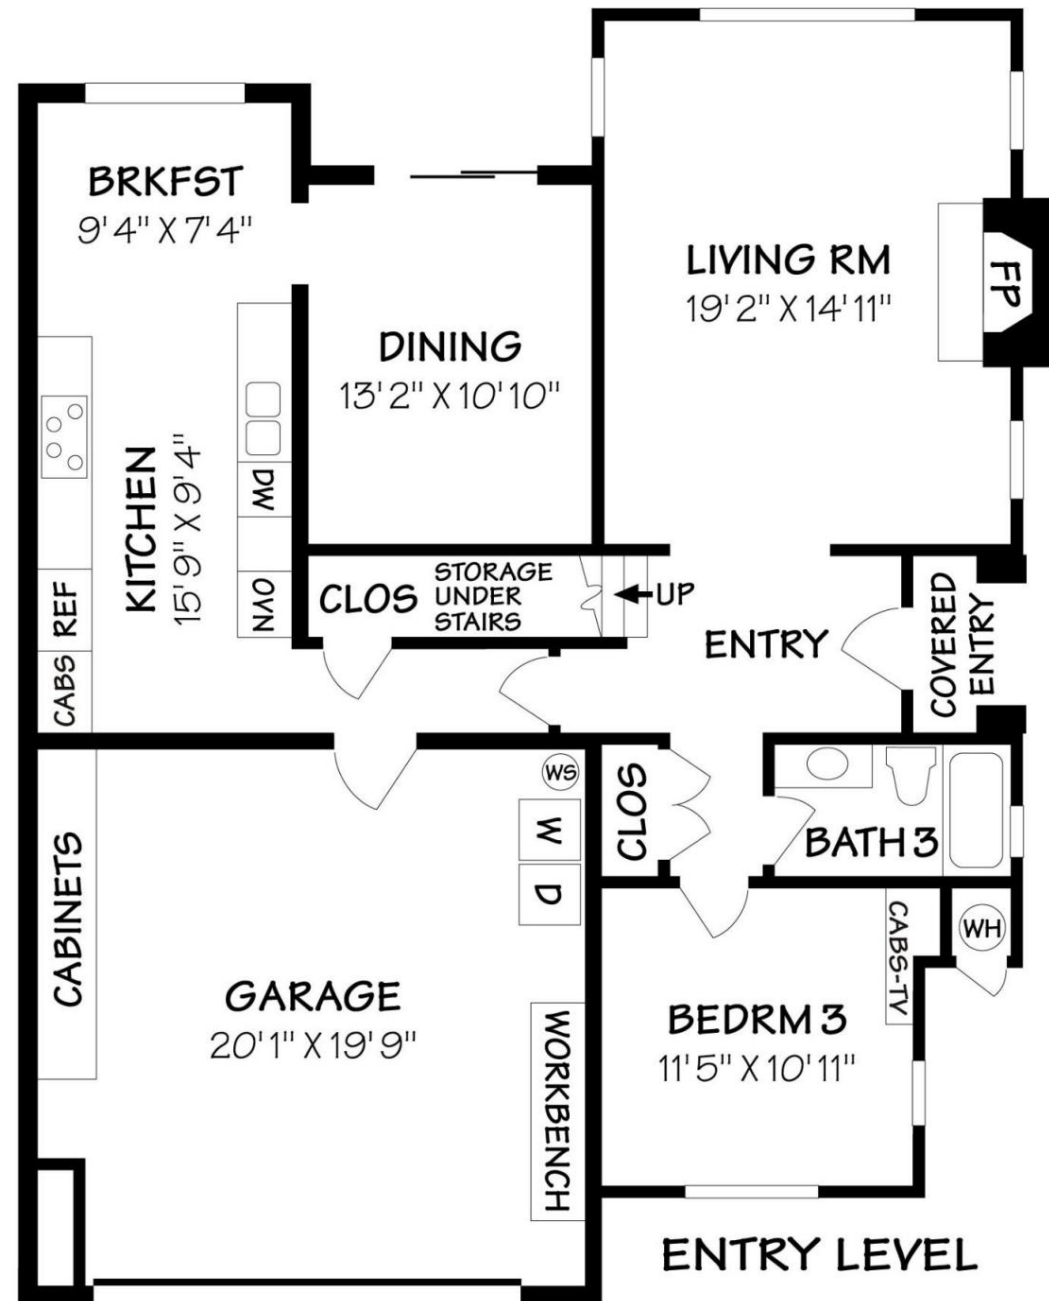 BRKFST
9'4" X 7'4"
LIVING RM
19'2" X 14'11"
FP
DINING
13'2" X 10'10"
KITCHEN
15'9" X 9'4"
DW
OVN
REF
CABS
CLOS
STORAGE
UNDER
STAIRS
UP
ENTRY
COVERED
ENTRY
WS
W
D
CLOS
BATH 3
CABINETS
GARAGE
20'1" X 19'9"
WORKBENCH
CABS-TV
WH
BEDRM 3
11'5" X 10'11"
ENTRY LEVEL